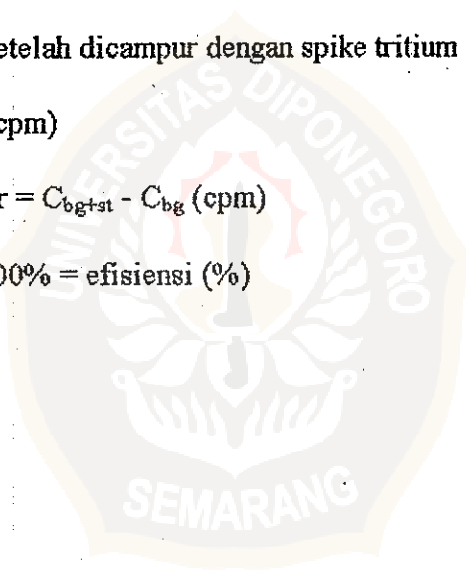 etelah dicampur dengan spike tritium
cpm)
r = C_bg+st - C_bg (cpm)
00% = efisiensi (%)
UNIVERSITAS DIPONEGORO
SEMARANG